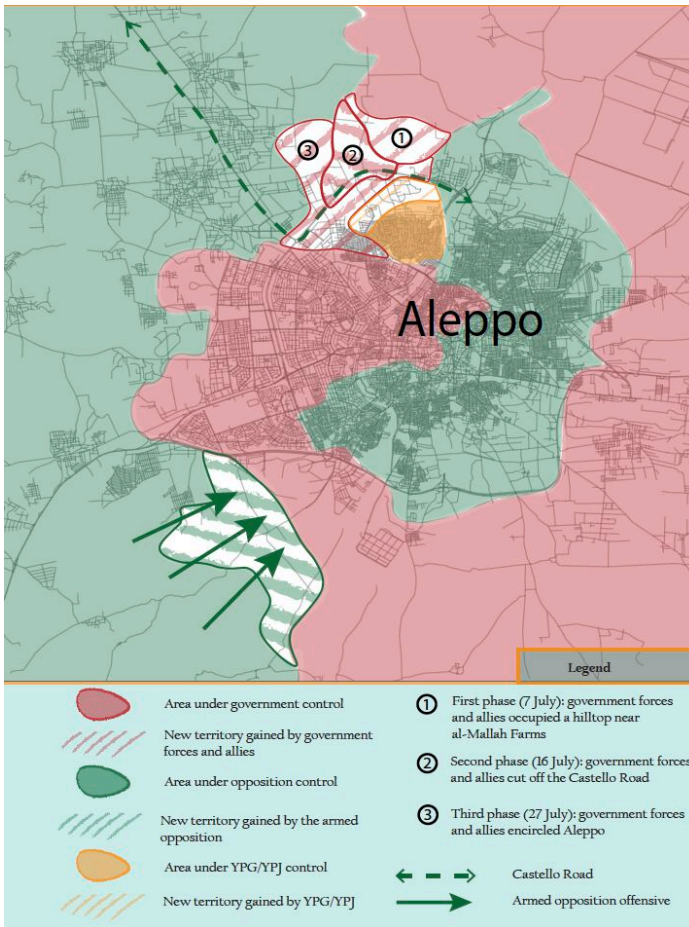 1
3
2
Aleppo
Legend
Area under government control
New territory gained by government
forces and allies
Area under opposition control
New territory gained by the armed
opposition
Area under YPG/YPJ control
New territory gained by YPG/YPJ
1 First phase (7 July): government forces
and allies occupied a hilltop near
al-Mallah Farms
2 Second phase (16 July): government forces
and allies cut off the Castello Road
3 Third phase (27 July): government forces
and allies encircled Aleppo
Castello Road
Armed opposition offensive